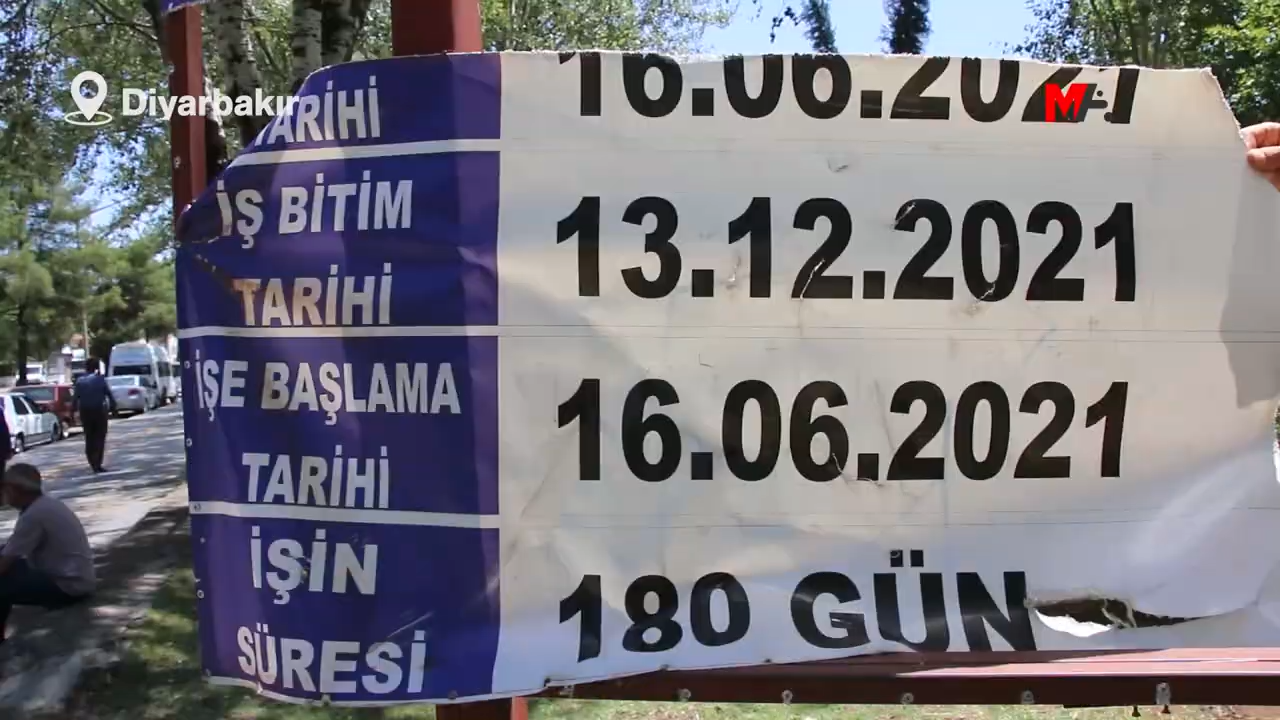 Diyarbakır
TARİHİ 16.06.2021
MA
İŞ BİTİM
TARİHİ
13.12.2021
İŞE BAŞLAMA
TARİHİ
16.06.2021
İŞİN
SÜRESİ
180 GÜN